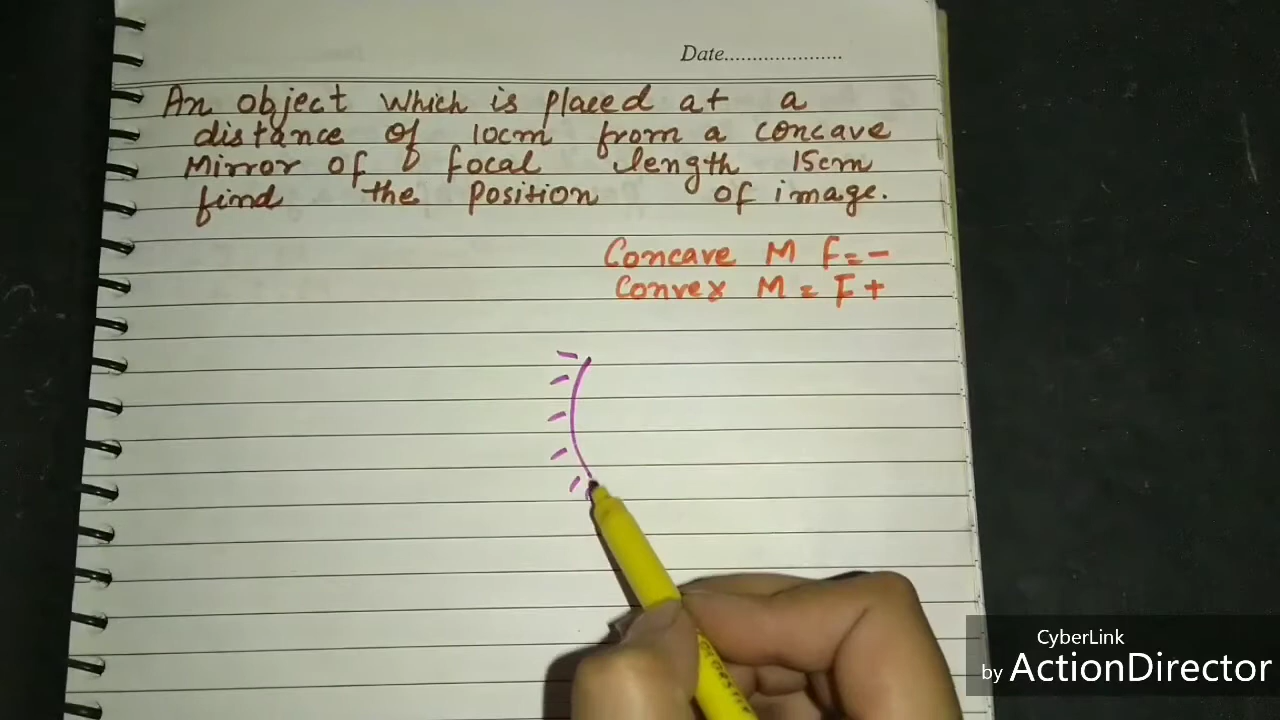 Date.....................
An object which is placed at a
distance of 10cm from a concave
Mirror of focal length 15cm
find the position of image.
Concave M F = -
Convex M = F +
CyberLink
by ActionDirector